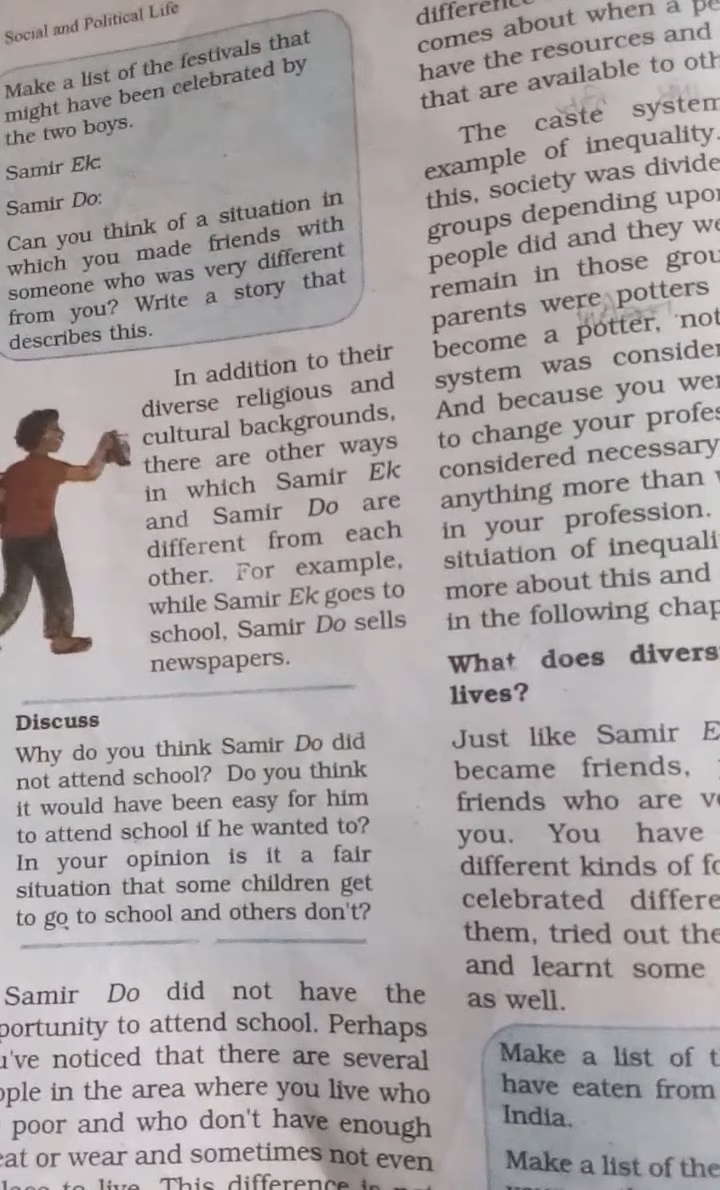 Social and Political Life
Make a list of the festivals that
might have been celebrated by
the two boys.
Samir Ek:
Samir Do:
Can you think of a situation in
which you made friends with
someone who was very different
from you? Write a story that
describes this.
In addition to their
diverse religious and
cultural backgrounds,
there are other ways
in which Samir Ek
and Samir Do are
different from each
other. For example,
while Samir Ek goes to
school, Samir Do sells
newspapers.
Discuss
Why do you think Samir Do did
not attend school? Do you think
it would have been easy for him
to attend school if he wanted to?
In your opinion is it a fair
situation that some children get
to go to school and others don't?
Samir Do did not have the
portunity to attend school. Perhaps
u've noticed that there are several
ople in the area where you live who
poor and who don't have enough
eat or wear and sometimes not even
to live. This difference is
comes about when a pe
have the resources and
that are available to oth
The caste system
example of inequality.
this, society was divide
groups depending upon
people did and they we
remain in those grou
parents were potters
become a potter, not
system was consider
And because you wer
to change your profes
considered necessary
anything more than
in your profession.
situation of inequali
more about this and
in the following chap
What does divers
lives?
Just like Samir E
became friends,
friends who are ve
you. You have
different kinds of fo
celebrated differe
them, tried out the
and learnt some
as well.
Make a list of t
have eaten from
India.
Make a list of the